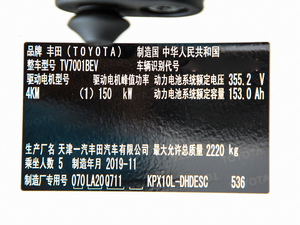 品牌 丰田(TOYOTA) 制造国 中华人民共和国
整车型号 TV7001BEV 车辆识别代号
驱动电机型号 驱动电机峰值功率 动力电池系统额定电压 355.2 V
4KM (1) 150 kW 动力电池系统额定容量 153.0 Ah
生产厂名 天津一汽丰田汽车有限公司 最大允许总质量 2220 kg
乘坐人数 5 制造年月 2019-11
制造厂专用号 070LA20Q711 KPX10L-DHDESC 536